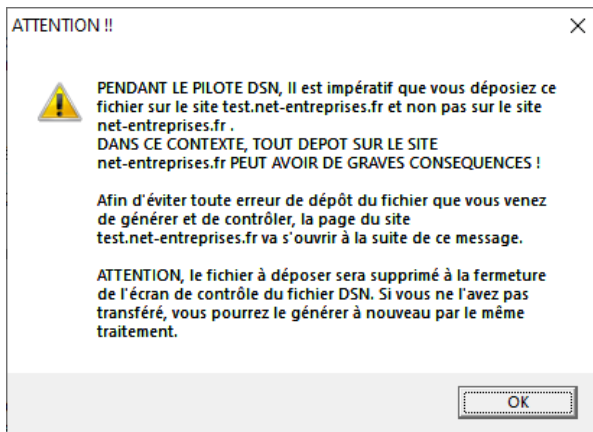 ATTENTION !!
PENDANT LE PILOTE DSN, Il est impératif que vous déposiez ce
fichier sur le site test.net-entreprises.fr et non pas sur le site
net-entreprises.fr .
DANS CE CONTEXTE, TOUT DEPOT SUR LE SITE
net-entreprises.fr PEUT AVOIR DE GRAVES CONSEQUENCES !
Afin d'éviter toute erreur de dépôt du fichier que vous venez
de générer et de contrôler, la page du site
test.net-entreprises.fr va s'ouvrir à la suite de ce message.
ATTENTION, le fichier à déposer sera supprimé à la fermeture
de l'écran de contrôle du fichier DSN. Si vous ne l'avez pas
transféré, vous pourrez le générer à nouveau par le même
traitement.
OK